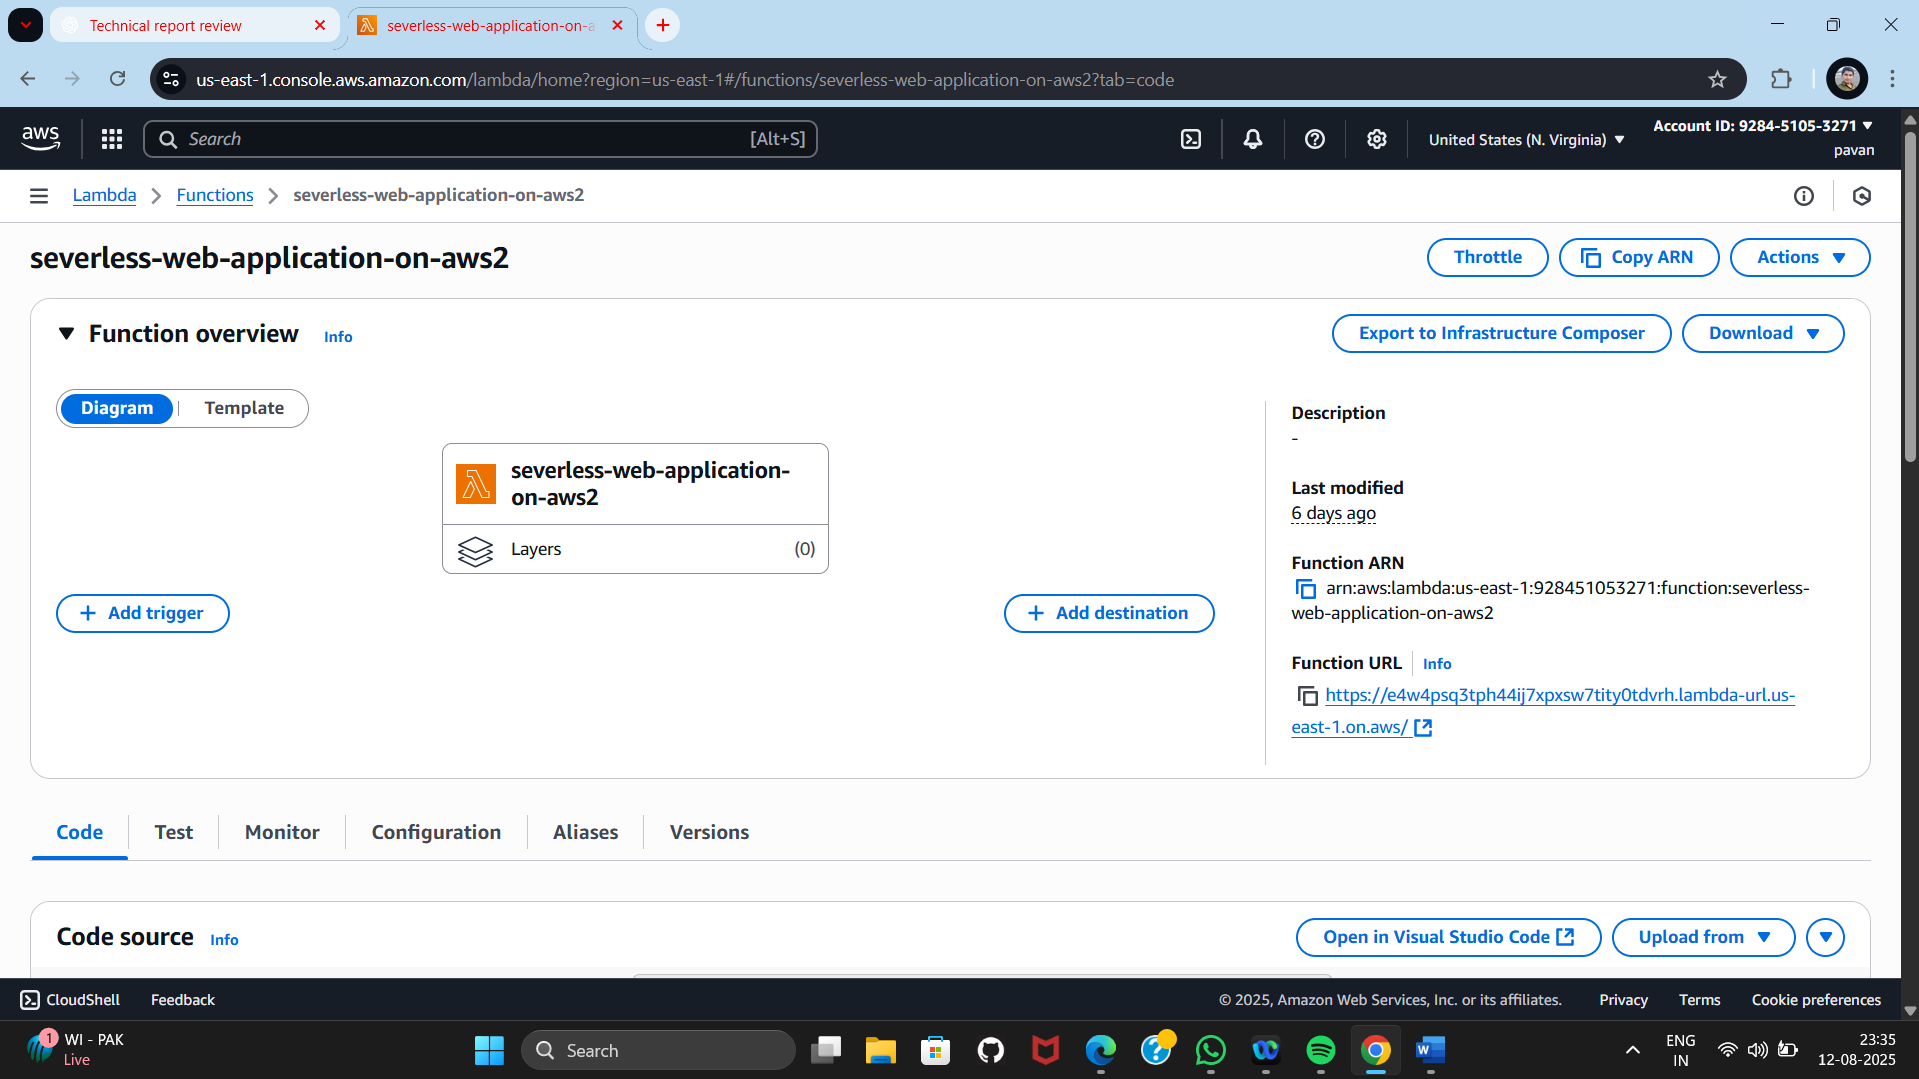 Technical report review
severless-web-application-on-a
us-east-1.console.aws.amazon.com/lambda/home?region=us-east-1#/functions/severless-web-application-on-aws2?tab=code
aws
Search
[Alt+S]
United States (N. Virginia)
Account ID: 9284-5105-3271
pavan
Lambda
Functions
severless-web-application-on-aws2
severless-web-application-on-aws2
Throttle
Copy ARN
Actions
Function overview
Info
Export to Infrastructure Composer
Download
Diagram
Template
severless-web-application-
on-aws2
Layers
(0)
Add trigger
Add destination
Description
-
Last modified
6 days ago
Function ARN
arn:aws:lambda:us-east-1:928451053271:function:severless-
web-application-on-aws2
Function URL
Info
https://e4w4psq3tph44ij7xpxsw7tity0tdvrh.lambda-url.us-
east-1.on.aws/
Code
Test
Monitor
Configuration
Aliases
Versions
Code source
Info
Open in Visual Studio Code
Upload from
CloudShell
Feedback
© 2025, Amazon Web Services, Inc. or its affiliates.
Privacy
Terms
Cookie preferences
1
WI - PAK
Live
Search
ENG
IN
23:35
12-08-2025